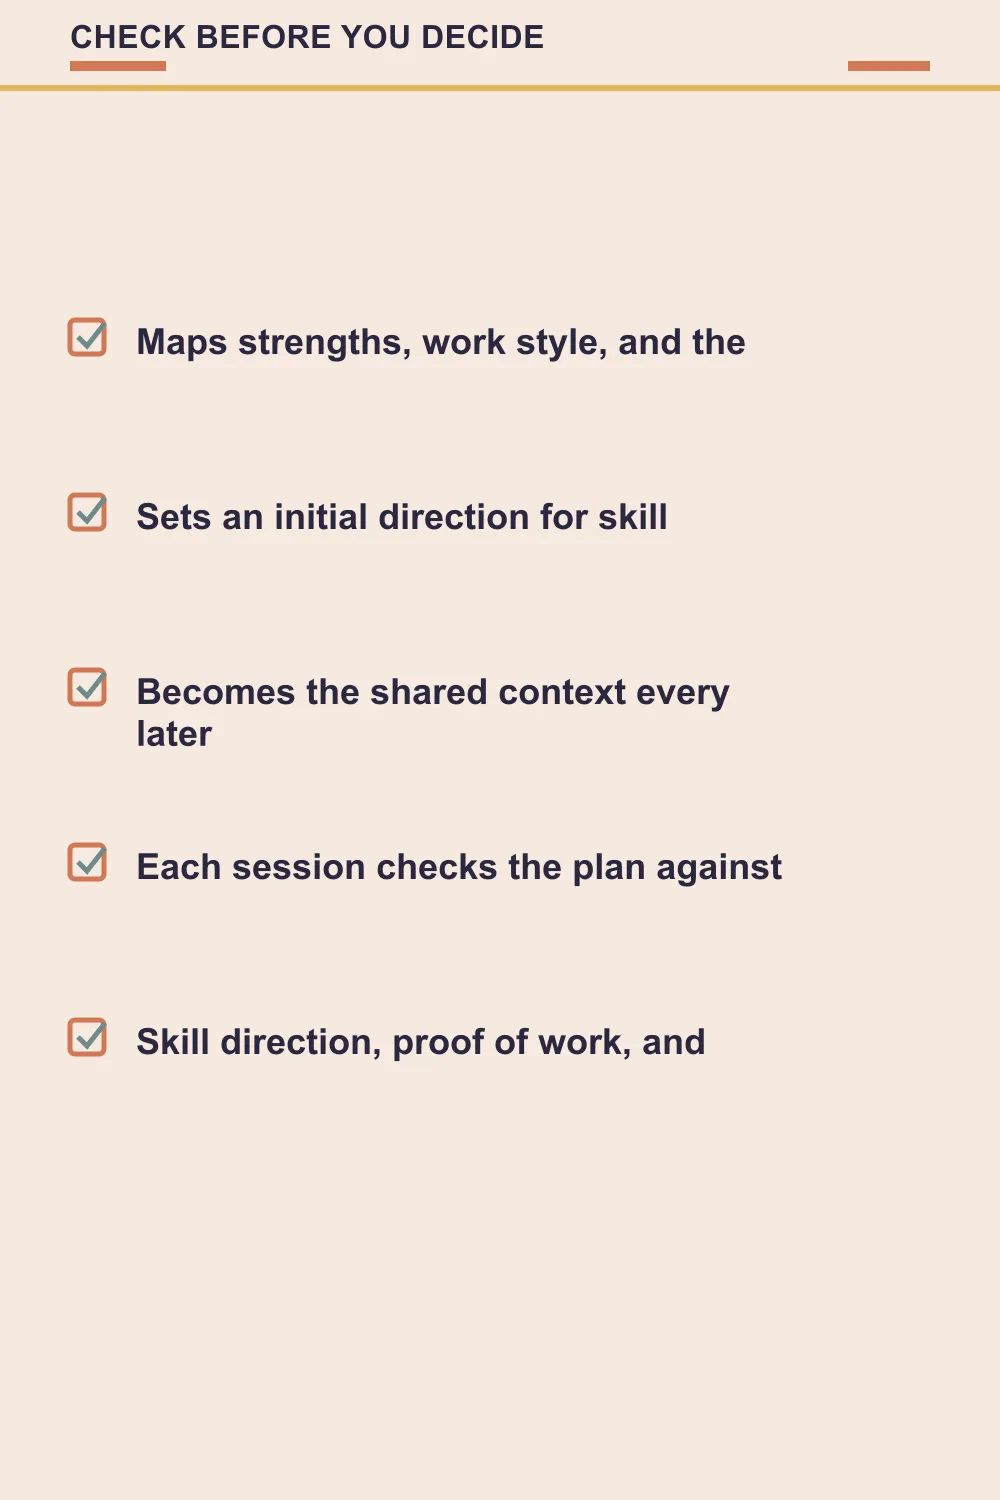 CHECK BEFORE YOU DECIDE
Maps strengths, work style, and the
Sets an initial direction for skill
Becomes the shared context every
later
Each session checks the plan against
Skill direction, proof of work, and